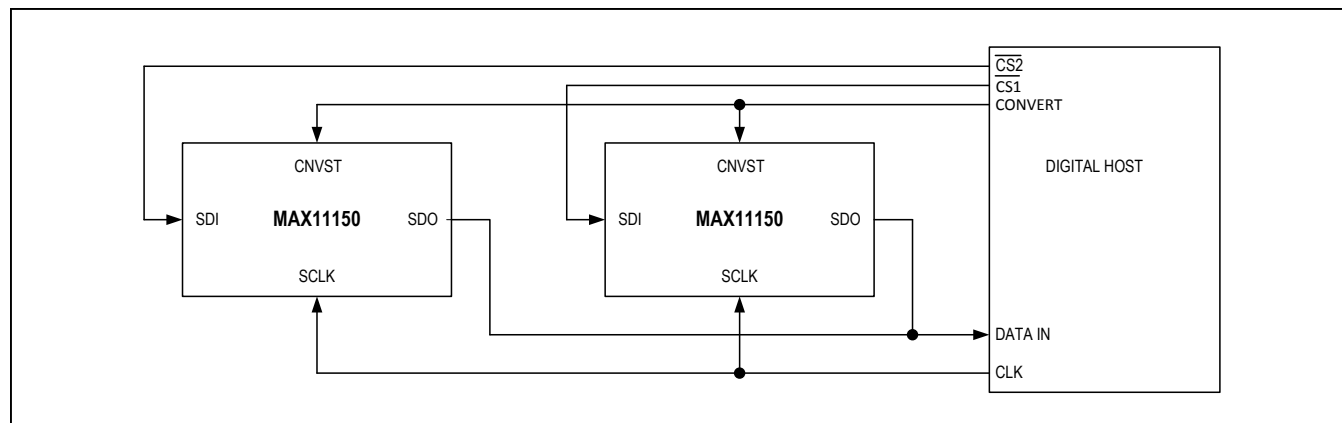 CS2
CS1
CONVERT
CNVST
CNVST
DIGITAL HOST
SDI
MAX11150
SDO
SDI
MAX11150
SDO
SCLK
SCLK
DATA IN
CLK